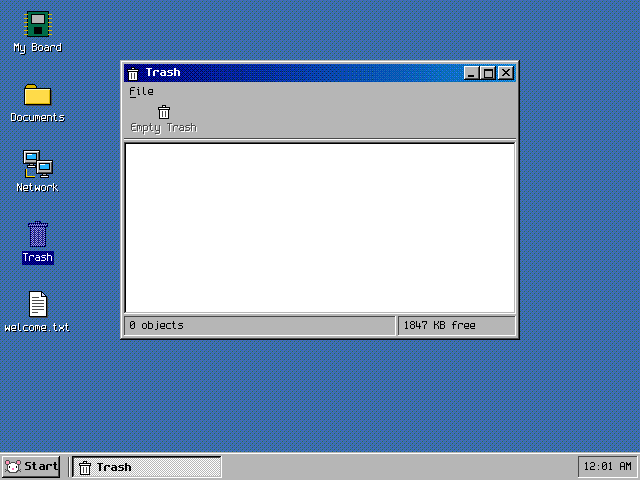 My Board
Documents
Network
Trash
welcome.txt
Trash
File
Empty Trash
0 objects
1847 KB free
Start
Trash
12:01 AM